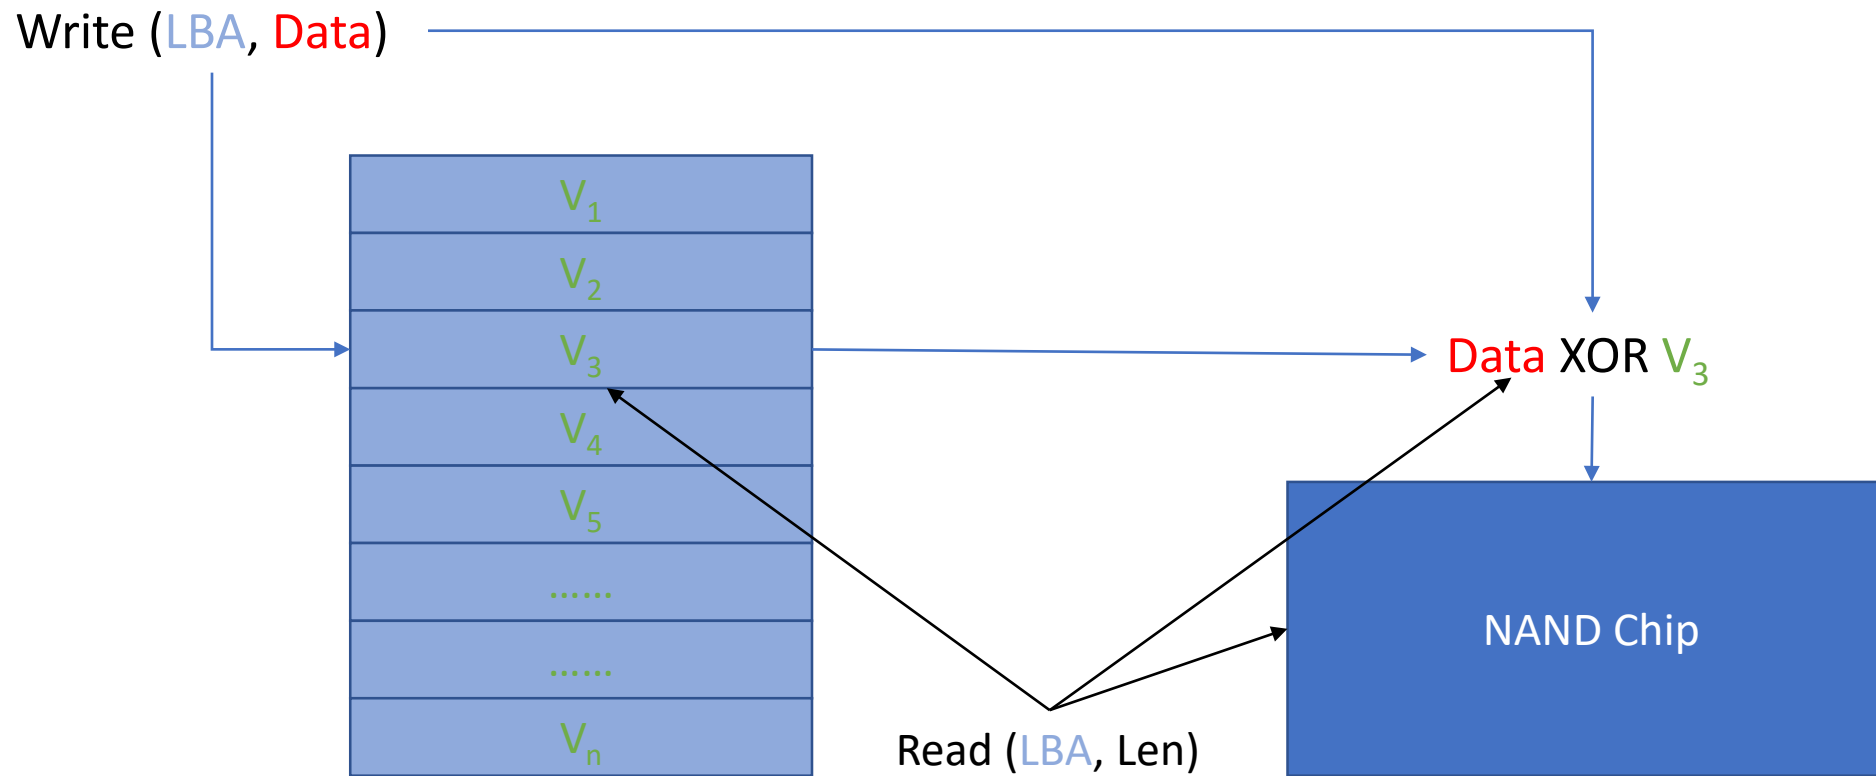 Write (LBA, Data)
V1
V2
V3
Data XOR V3
V4
V5
......
......
NAND Chip
Vn
Read (LBA, Len)